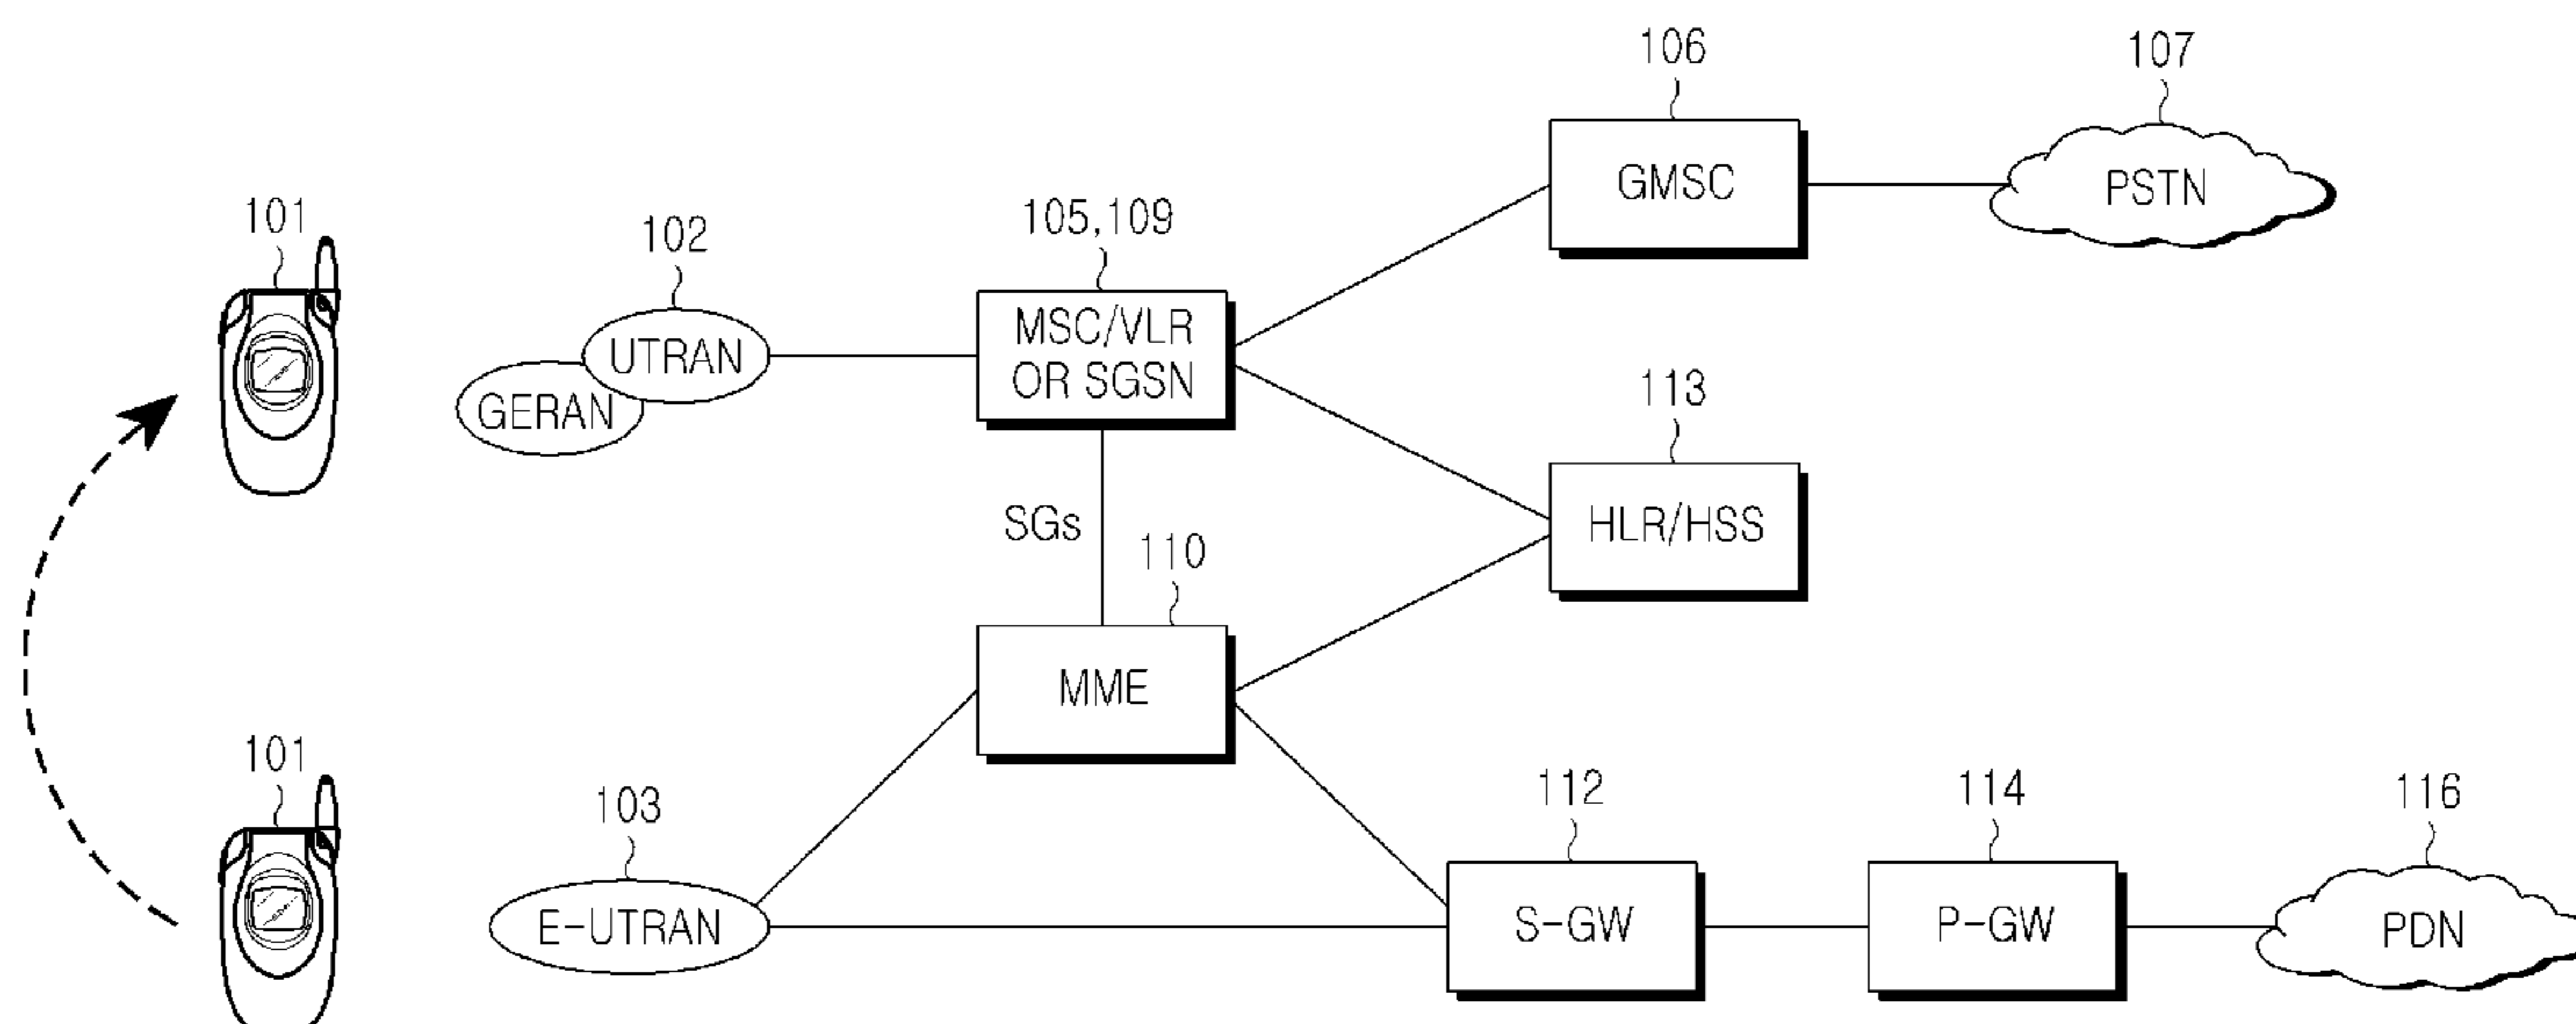 106
107
GMSC
PSTN
101
102
105,109
UTRAN
GERAN
MSC/VLR
OR SGSN
113
HLR/HSS
SGs
110
MME
101
103
112
114
116
E-UTRAN
S-GW
P-GW
PDN